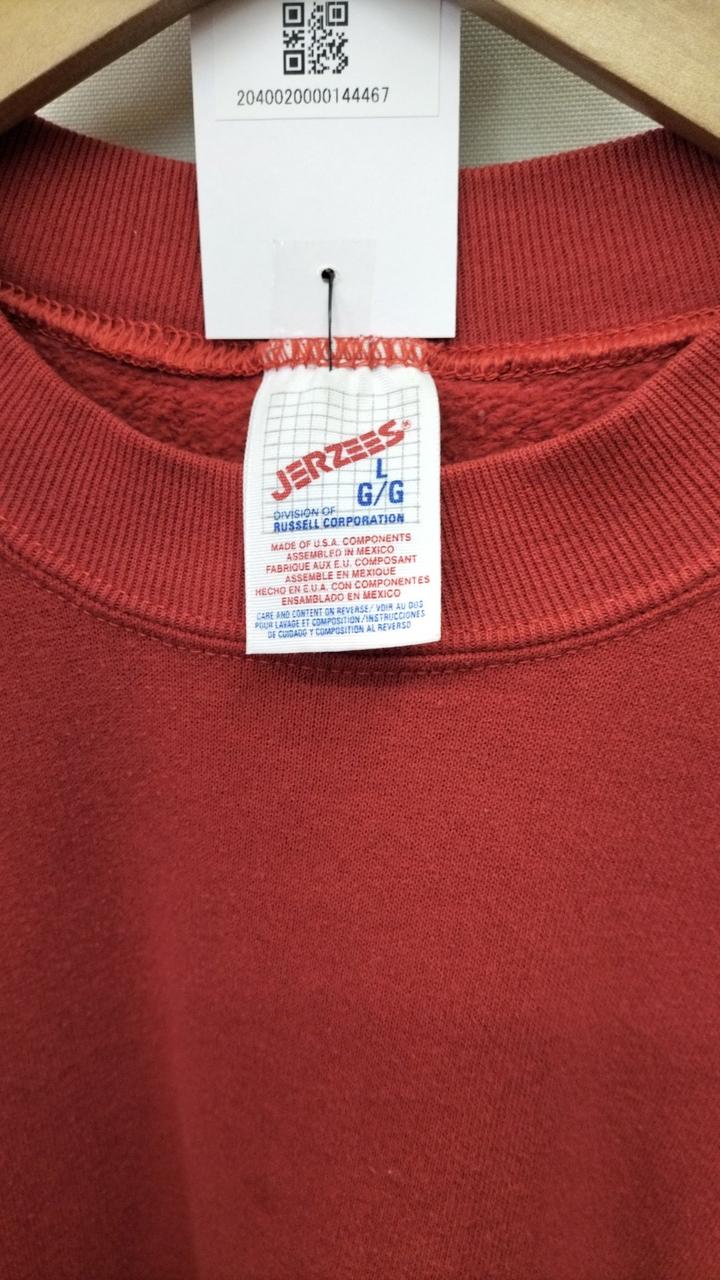 2040020000144467
JERZEES®
L
G/G
DIVISION OF
RUSSELL CORPORATION
MADE OF U.S.A. COMPONENTS
ASSEMBLED IN MEXICO
FABRIQUE AUX E.U. COMPOSANT
ASSEMBLE EN MEXIQUE
HECHO EN E.U.A. CON COMPONENTES
ENSAMBLADO EN MEXICO
CARE AND CONTENT ON REVERSE/VOIR AU DOS
POUR LAVAGE ET COMPOSITION/INSTRUCCIONES
DE CUIDADO Y COMPOSITION AL REVERSO